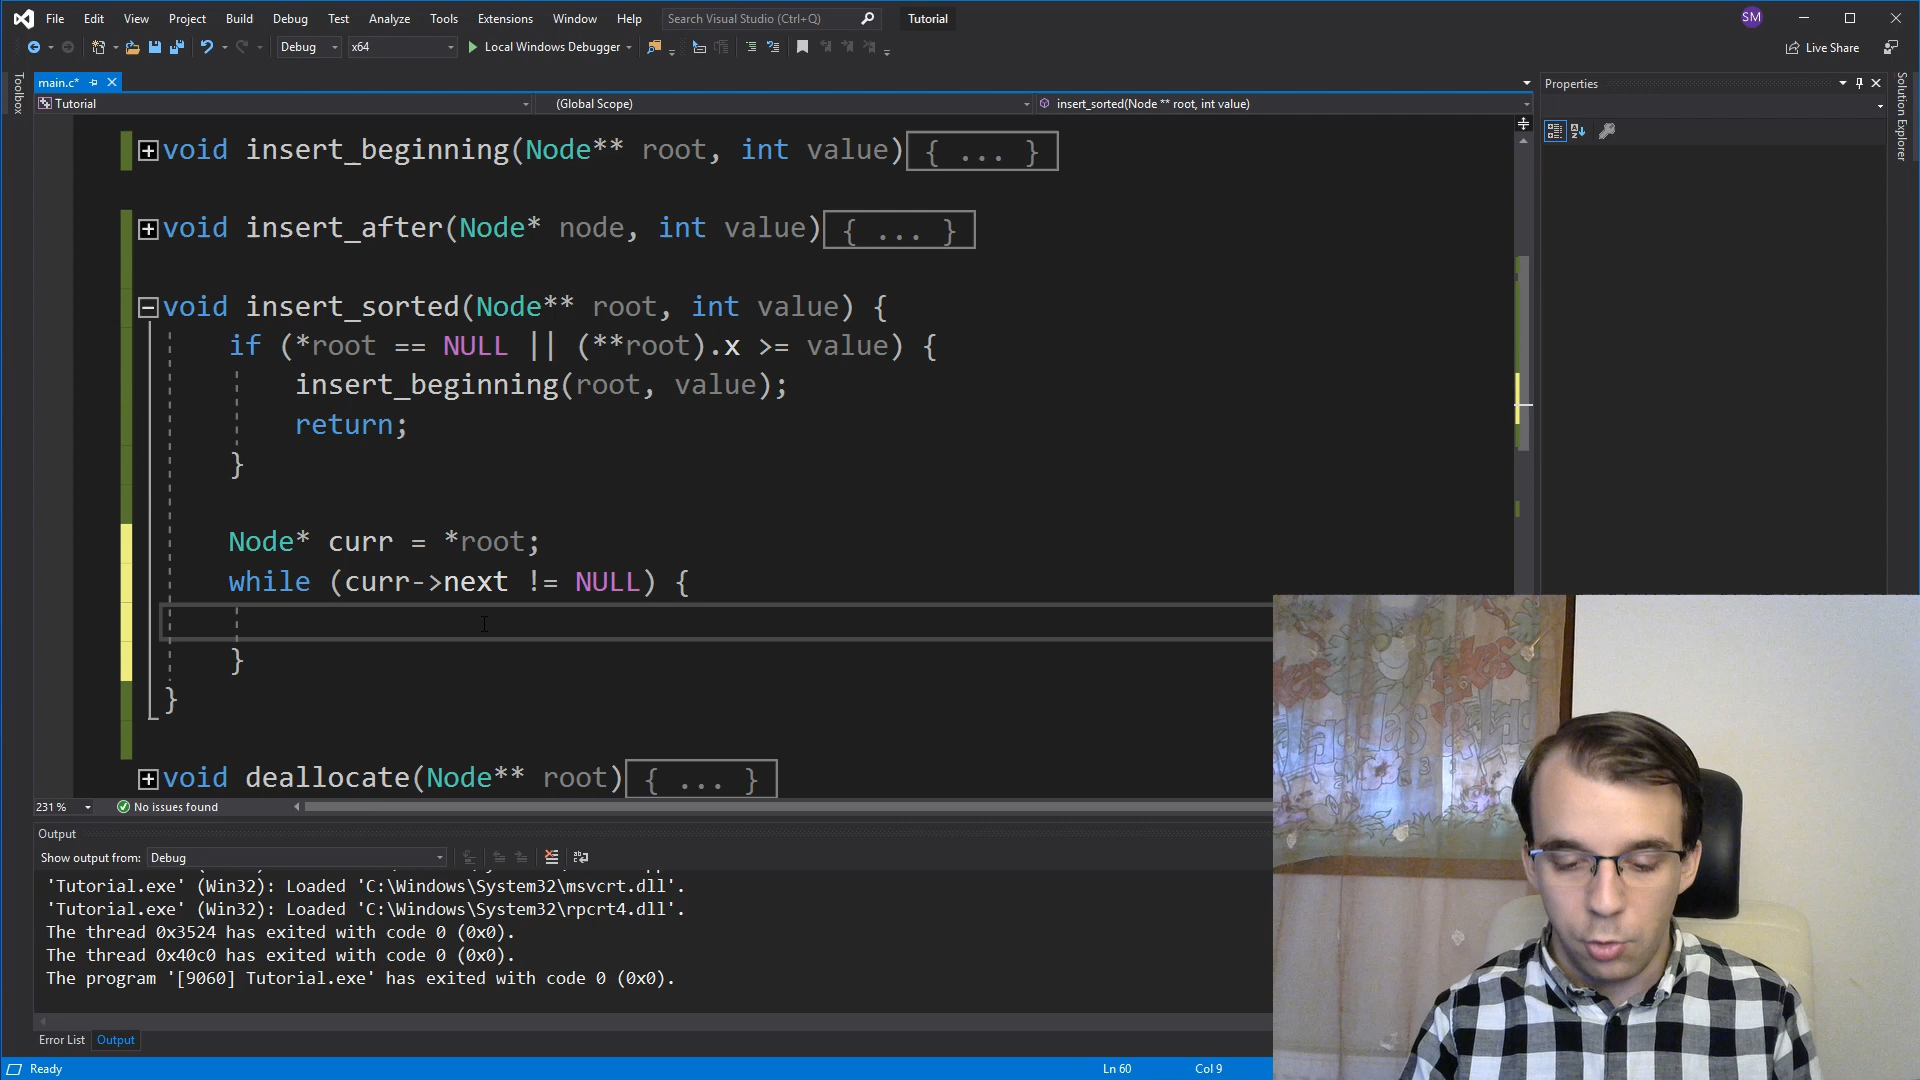 File Edit View Project Build Debug Test Analyze Tools Extensions Window Help Search Visual Studio (Ctrl+Q) Tutorial SM
Debug x64 Local Windows Debugger Live Share
Toolbox
main.c*
Tutorial (Global Scope) insert_sorted(Node ** root, int value)
Properties
Solution Explorer
void insert_beginning(Node** root, int value){ ... }
void insert_after(Node* node, int value){ ... }
void insert_sorted(Node** root, int value) {
if (*root == NULL || (**root).x >= value) {
insert_beginning(root, value);
return;
}
Node* curr = *root;
while (curr->next != NULL) {
}
}
void deallocate(Node** root){ ... }
231 % No issues found
Output
Show output from: Debug
'Tutorial.exe' (Win32): Loaded 'C:\Windows\System32\msvcrt.dll'.
'Tutorial.exe' (Win32): Loaded 'C:\Windows\System32\rpcrt4.dll'.
The thread 0x3524 has exited with code 0 (0x0).
The thread 0x40c0 has exited with code 0 (0x0).
The program '[9060] Tutorial.exe' has exited with code 0 (0x0).
Error List Output
Ready Ln 60 Col 9